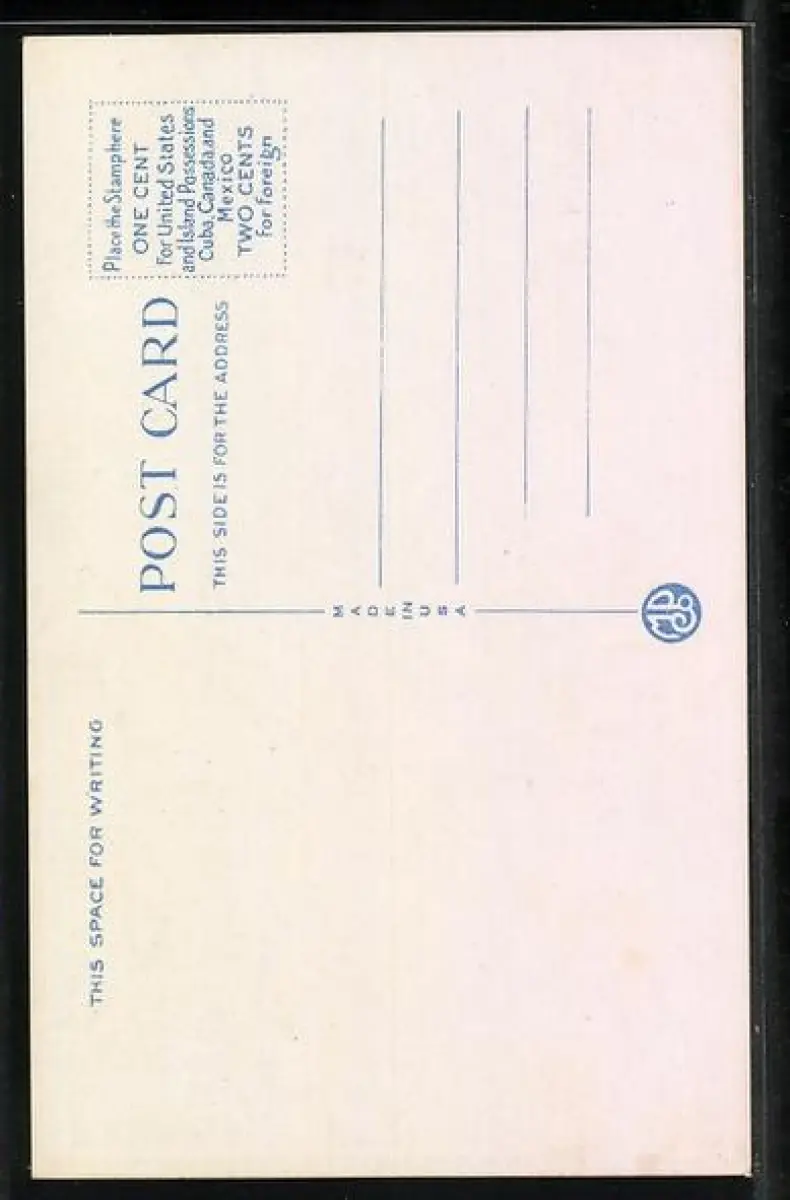 THIS SPACE FOR WRITING
POST CARD
THIS SIDE IS FOR THE ADDRESS
Place the Stamp here
ONE CENT
For United States
and Island Possessions
Cuba, Canada and
Mexico
TWO CENTS
For Foreign
MADE IN USA